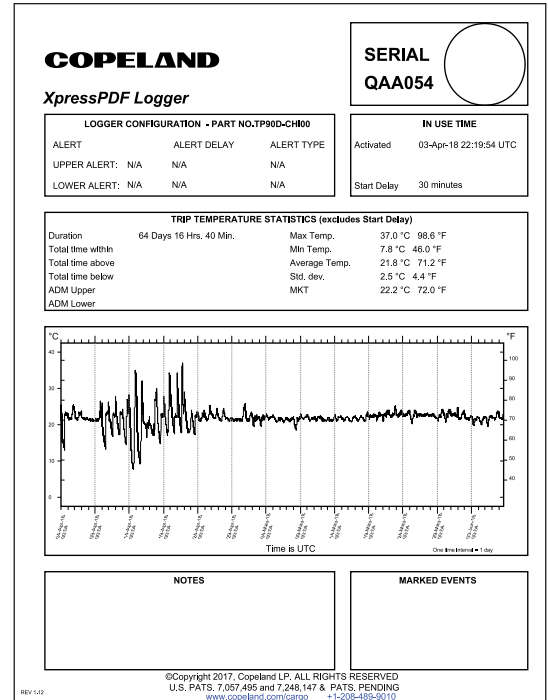 COPELAND
XpressPDF Logger
SERIAL
QAA054
LOGGER CONFIGURATION - PART NO.TP90D-CHI00
ALERT ALERT DELAY ALERT TYPE
UPPER ALERT: N/A N/A N/A
LOWER ALERT: N/A N/A N/A
IN USE TIME
Activated 03-Apr-18 22:19:54 UTC
Start Delay 30 minutes
TRIP TEMPERATURE STATISTICS (excludes Start Delay)
Duration 64 Days 16 Hrs. 40 Min. Max Temp. 37.0 °C 98.6 °F
Total time within Min Temp. 7.8 °C 46.0 °F
Total time above Average Temp. 21.8 °C 71.2 °F
Total time below Std. dev. 2.5 °C 4.4 °F
ADM Upper MKT 22.2 °C 72.0 °F
ADM Lower
°C °F
40 100
30 90
20 80
10 70
0 60
50
40
Time is UTC
One time Interval = 1 day
NOTES
MARKED EVENTS
©Copyright 2017, Copeland LP. ALL RIGHTS RESERVED
U.S. PATS. 7,057,495 and 7,248,147 & PATS. PENDING
www.copeland.com/cargo +1-208-489-9010
REV 1-12